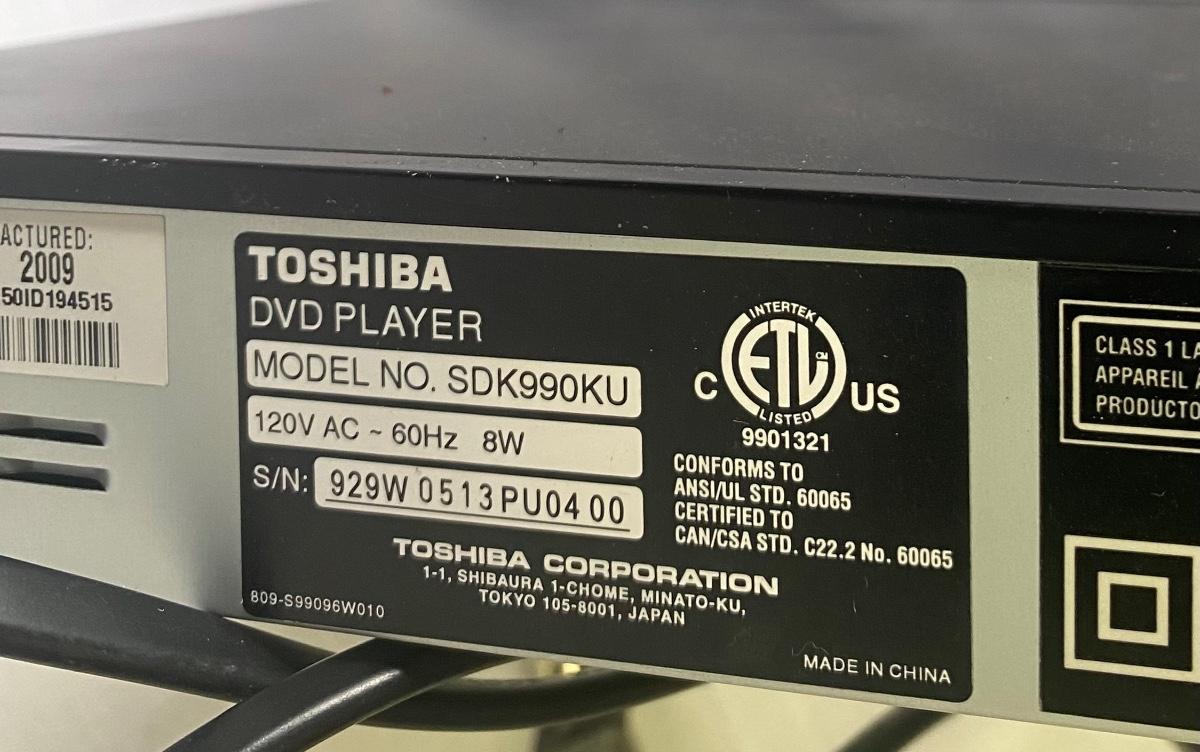 ACTURED:
2009
50ID194515
TOSHIBA
DVD PLAYER
MODEL NO. SDK990KU
120V AC ~ 60Hz 8W
S/N: 929W 0513PU04 00
INTERTEK
ETL CM
C US
LISTED
9901321
CONFORMS TO
ANSI/UL STD. 60065
CERTIFIED TO
CAN/CSA STD. C22.2 No. 60065
TOSHIBA CORPORATION
1-1, SHIBAURA 1-CHOME, MINATO-KU,
TOKYO 105-8001, JAPAN
809-S99096W010
MADE IN CHINA
CLASS 1 LA
APPAREIL À
PRODUCTO